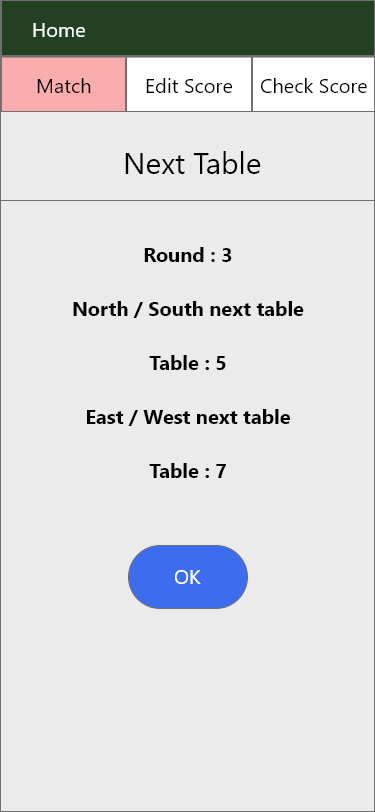 Home
Match Edit Score Check Score
Next Table
Round : 3
North / South next table
Table : 5
East / West next table
Table : 7
OK